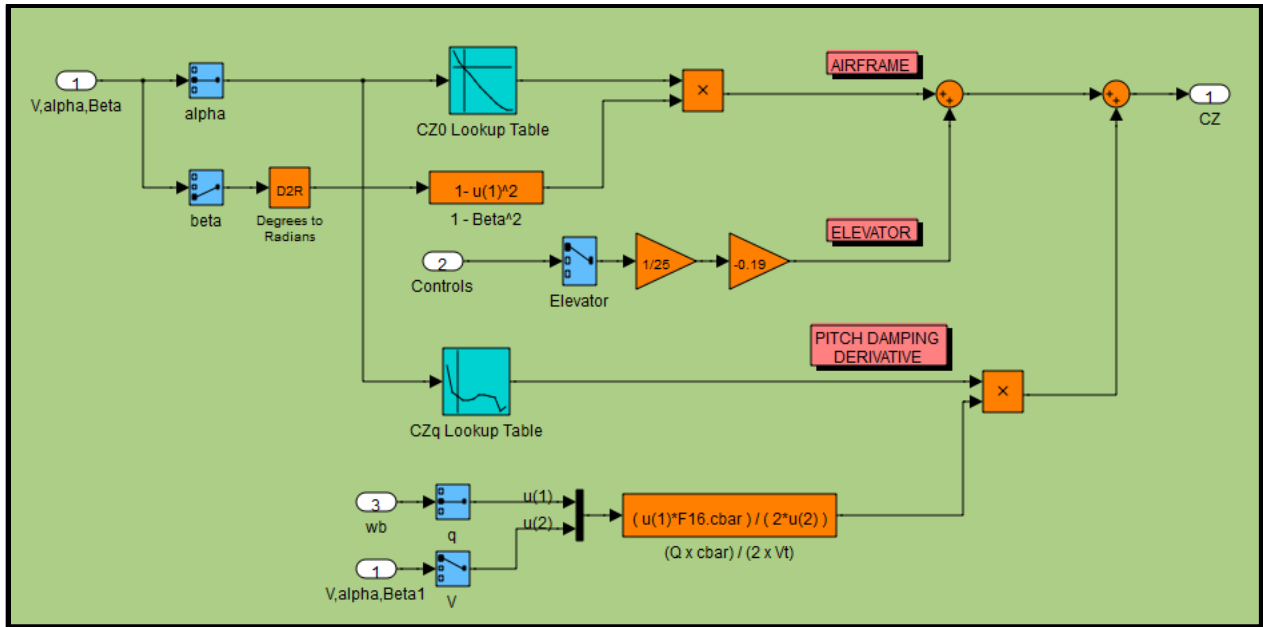 1
V,alpha,Beta
alpha
CZ0 Lookup Table
×
AIRFRAME
++
++
1
CZ
beta
D2R
Degrees to
Radians
1- u(1)^2
1 - Beta^2
2
Controls
Elevator
1/25
-0.19
ELEVATOR
PITCH DAMPING
DERIVATIVE
CZq Lookup Table
×
3
wb
q
u(1)
u(2)
( u(1)*F16.cbar ) / ( 2*u(2) )
(Q x cbar) / (2 x Vt)
1
V,alpha,Beta1
V